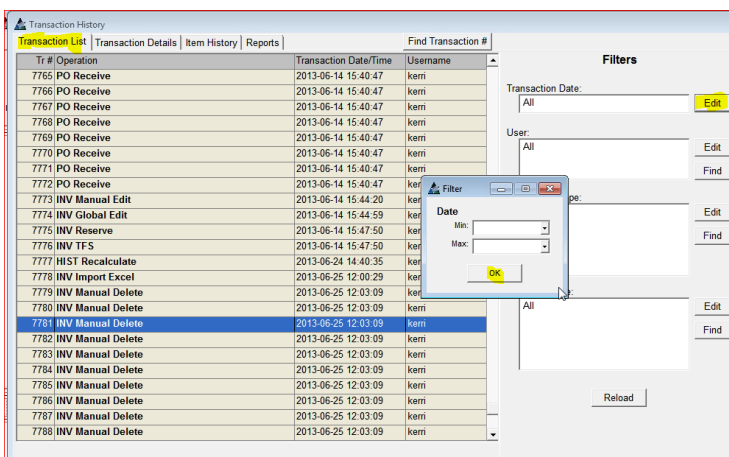 Transaction History
Transaction List Transaction Details Item History Reports Find Transaction #
Tr # Operation Transaction Date/Time Username
7765 PO Receive 2013-06-14 15:40:47 kerri
7766 PO Receive 2013-06-14 15:40:47 kerri
7767 PO Receive 2013-06-14 15:40:47 kerri
7768 PO Receive 2013-06-14 15:40:47 kerri
7769 PO Receive 2013-06-14 15:40:47 kerri
7770 PO Receive 2013-06-14 15:40:47 kerri
7771 PO Receive 2013-06-14 15:40:47 kerri
7772 PO Receive 2013-06-14 15:40:47 ker
7773 INV Manual Edit 2013-06-14 15:44:20 ker
7774 INV Global Edit 2013-06-14 15:44:59 ker
7775 INV Reserve 2013-06-14 15:47:50 ker
7776 INV TFS 2013-06-14 15:47:50 ker
7777 HIST Recalculate 2013-06-24 14:40:35 ker
7778 INV Import Excel 2013-06-25 12:00:29 ker
7779 INV Manual Delete 2013-06-25 12:03:09 ker
7780 INV Manual Delete 2013-06-25 12:03:09 kerri
7781 INV Manual Delete 2013-06-25 12:03:09 kerri
7782 INV Manual Delete 2013-06-25 12:03:09 kerri
7783 INV Manual Delete 2013-06-25 12:03:09 kerri
7784 INV Manual Delete 2013-06-25 12:03:09 kerri
7785 INV Manual Delete 2013-06-25 12:03:09 kerri
7786 INV Manual Delete 2013-06-25 12:03:09 kerri
7787 INV Manual Delete 2013-06-25 12:03:09 kerri
7788 INV Manual Delete 2013-06-25 12:03:09 kerri
Filters
Transaction Date:
All Edit
User:
All Edit
Find
pe:
Edit
Find
All Edit
Find
Reload
Filter
Date
Min:
Max:
OK